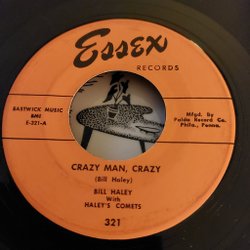 Essex
RECORDS
EASTWICK MUSIC
BMI
E-321-A
Mfgd. By
Palda Record Co.
Phila., Penna.
CRAZY MAN, CRAZY
(Bill Haley)
BILL HALEY
With
HALEY'S COMETS
321